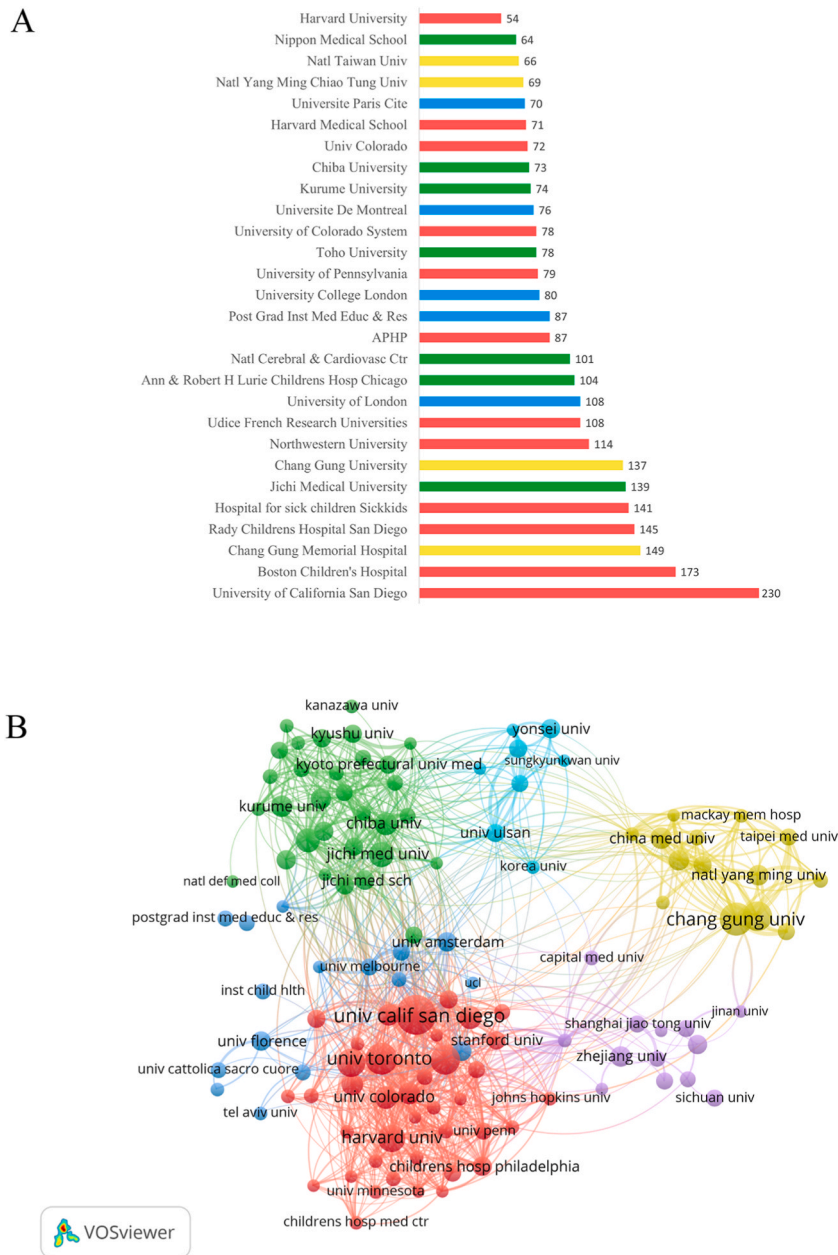 A
Harvard University 54
Nippon Medical School 64
Natl Taiwan Univ 66
Natl Yang Ming Chiao Tung Univ 69
Universite Paris Cite 70
Harvard Medical School 71
Univ Colorado 72
Chiba University 73
Kurume University 74
Universite De Montreal 76
University of Colorado System 78
Toho University 78
University of Pennsylvania 79
University College London 80
Post Grad Inst Med Educ & Res 87
APHP 87
Natl Cerebral & Cardiovasc Ctr 101
Ann & Robert H Lurie Childrens Hosp Chicago 104
University of London 108
Udice French Research Universities 108
Northwestern University 114
Chang Gung University 137
Jichi Medical University 139
Hospital for sick children Sickkids 141
Rady Childrens Hospital San Diego 145
Chang Gung Memorial Hospital 149
Boston Children's Hospital 173
University of California San Diego 230
B
kanazawa univ
yonsei univ
kyushu univ
sungkyunkwan univ
kyoto prefectural univ med
kurume univ
mackay mem hosp
chiba univ
univ ulsan
china med univ
taipei med univ
jichi med univ
korea univ
natl yang ming univ
natl def med coll
jichi med sch
postgrad inst med educ & res
chang gung univ
univ amsterdam
capital med univ
univ melbourne
inst child hlth
ucl
univ calif san diego
jinan univ
shanghai jiao tong univ
univ florence
stanford univ
univ toronto
zhejiang univ
univ cattolica sacro cuore
univ colorado
johns hopkins univ
sichuan univ
tel aviv univ
harvard univ
univ penn
childrens hosp philadelphia
univ minnesota
childrens hosp med ctr
VOSviewer